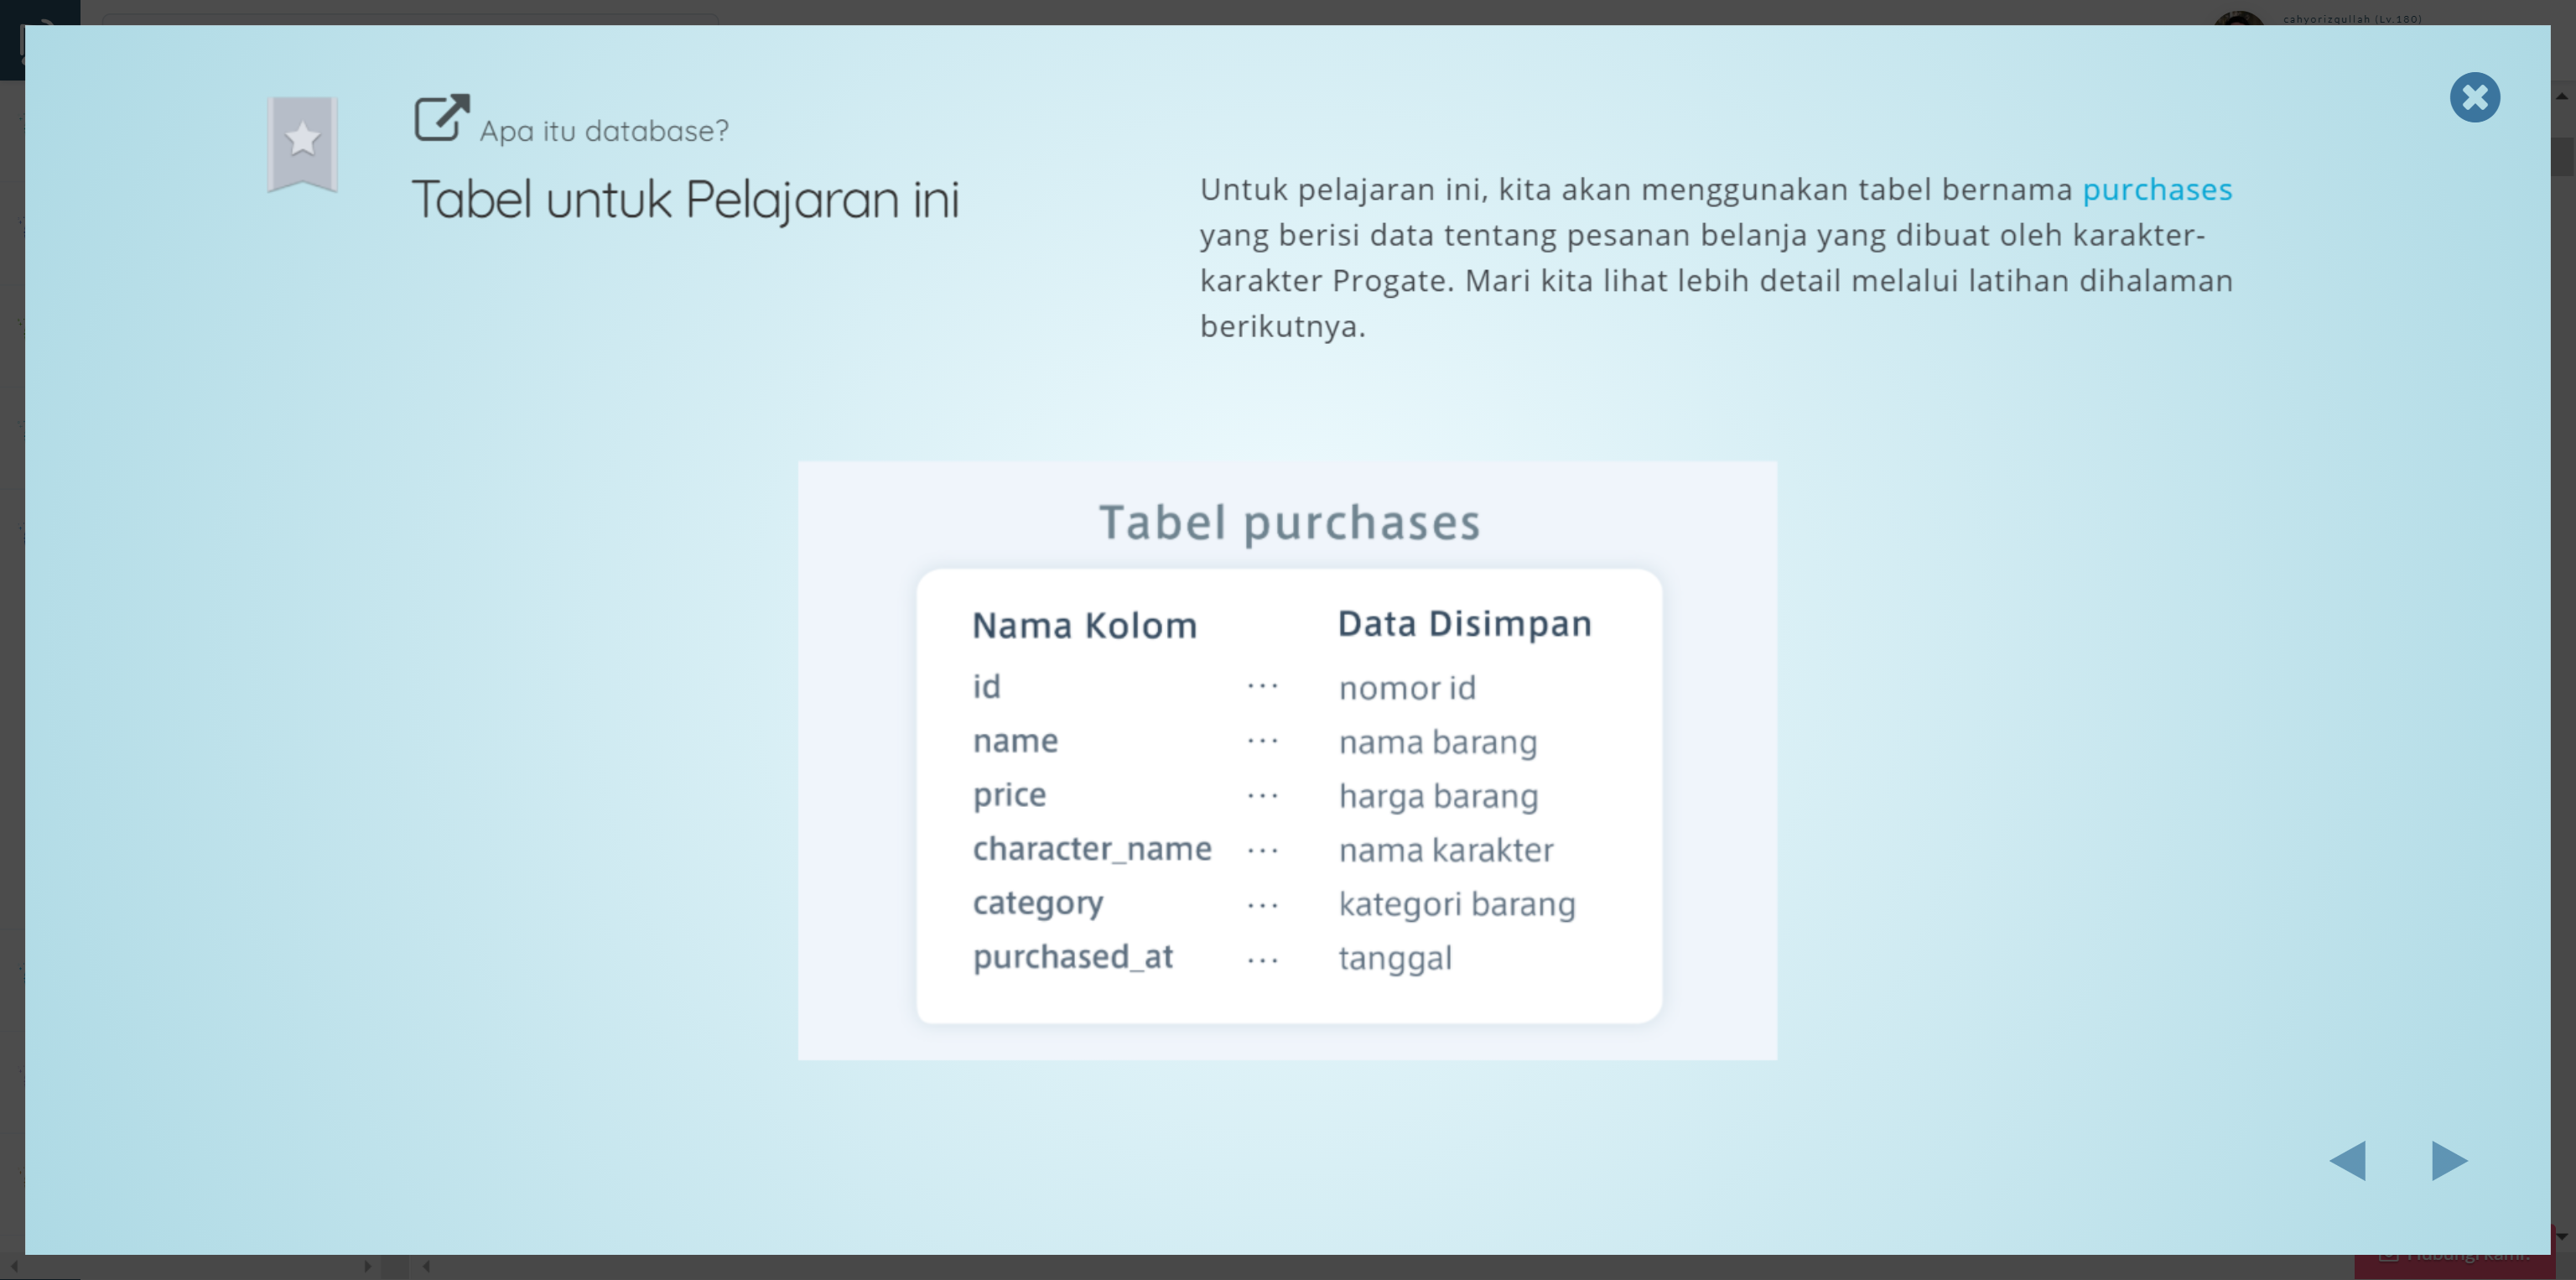 cahyorizqullah (Lv.180)
Apa itu database?
Tabel untuk Pelajaran ini
Untuk pelajaran ini, kita akan menggunakan tabel bernama purchases
yang berisi data tentang pesanan belanja yang dibuat oleh karakter-
karakter Progate. Mari kita lihat lebih detail melalui latihan dihalaman
berikutnya.
Tabel purchases
Nama Kolom Data Disimpan
id ... nomor id
name ... nama barang
price ... harga barang
character_name ... nama karakter
category ... kategori barang
purchased_at ... tanggal